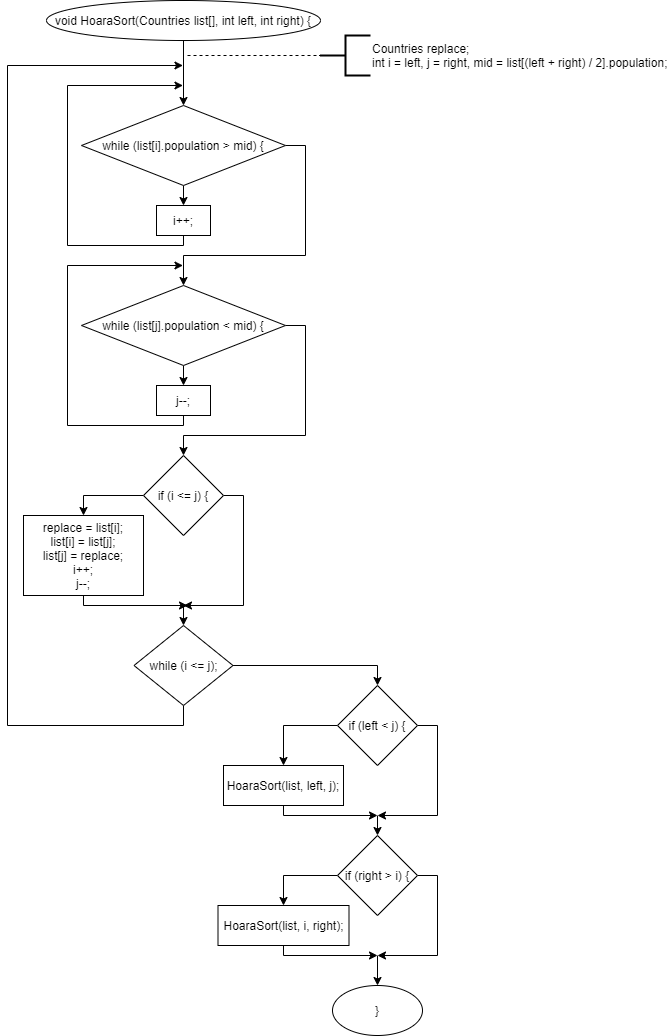 void HoaraSort(Countries list[], int left, int right) {
Countries replace;
int i = left, j = right, mid = list[(left + right) / 2].population;
while (list[i].population > mid) {
i++;
while (list[j].population < mid) {
j--;
if (i <= j) {
replace = list[i];
list[i] = list[j];
list[j] = replace;
i++;
j--;
while (i <= j);
if (left < j) {
HoaraSort(list, left, j);
if (right > i) {
HoaraSort(list, i, right);
}